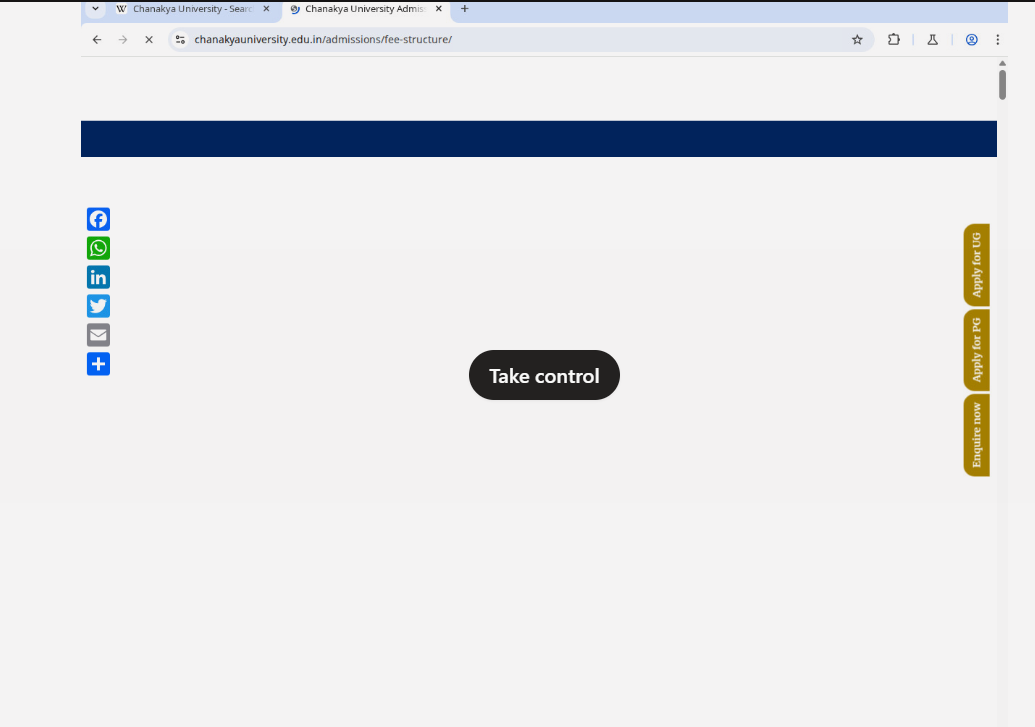 Chanakya University - Searc
Chanakya University Admis
chanakyauniversity.edu.in/admissions/fee-structure/
Apply for UG
Apply for PG
Enquire now
Take control